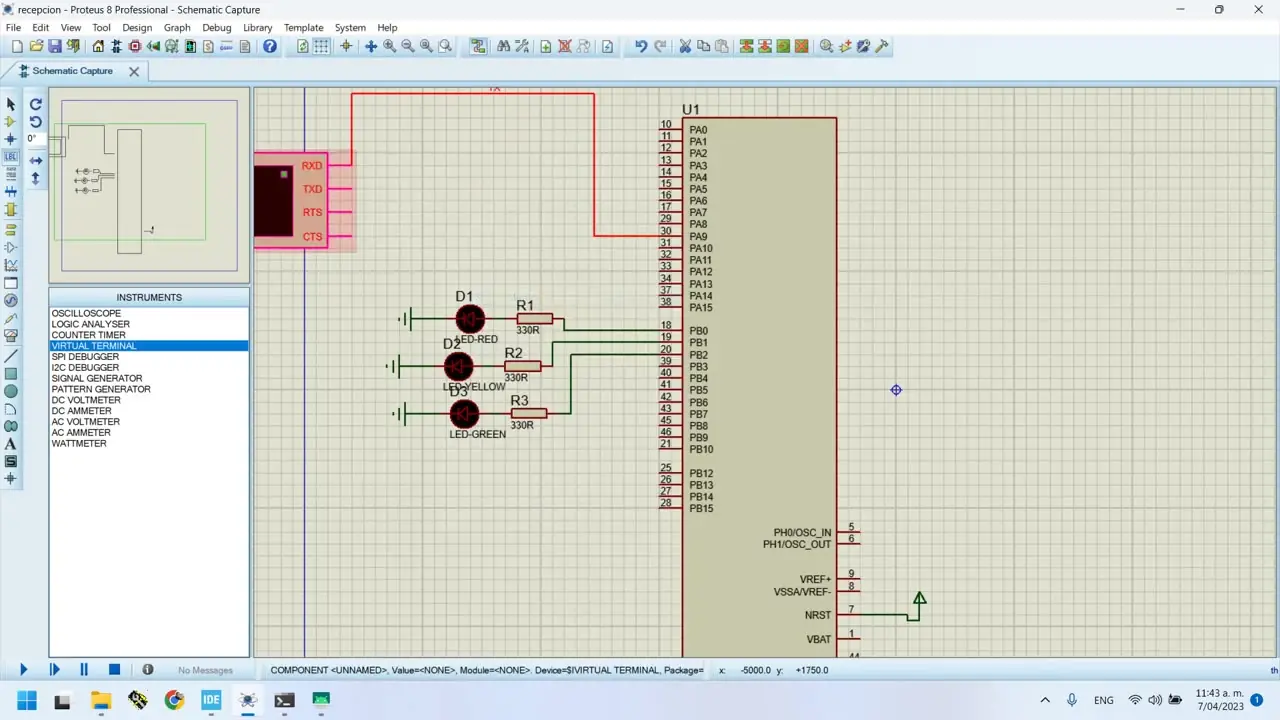 recepcion - Proteus 8 Professional - Schematic Capture
File Edit View Tool Design Graph Debug Library Template System Help
Schematic Capture
0°
LBL
INSTRUMENTS
OSCILLOSCOPE
LOGIC ANALYSER
COUNTER TIMER
VIRTUAL TERMINAL
SPI DEBUGGER
I2C DEBUGGER
SIGNAL GENERATOR
PATTERN GENERATOR
DC VOLTMETER
DC AMMETER
AC VOLTMETER
AC AMMETER
WATTMETER
TX
RXD
TXD
RTS
CTS
D1
LED-RED
R1
330R
D2
LED-YELLOW
R2
330R
D3
LED-GREEN
R3
330R
U1
10 PA0
11 PA1
12 PA2
13 PA3
14 PA4
15 PA5
16 PA6
17 PA7
29 PA8
30 PA9
31 PA10
32 PA11
33 PA12
34 PA13
37 PA14
38 PA15
18 PB0
19 PB1
20 PB2
39 PB3
40 PB4
41 PB5
42 PB6
43 PB7
45 PB8
46 PB9
21 PB10
25 PB12
26 PB13
27 PB14
28 PB15
PH0/OSC_IN 5
PH1/OSC_OUT 6
VREF+ 9
VSSA/VREF- 8
NRST 7
VBAT 1
44
No Messages
COMPONENT <UNNAMED>, Value=<NONE>, Module=<NONE>. Device=$VIRTUAL TERMINAL, Package= x: -5000.0 y: +1750.0 th
IDE
ENG
11:43 a. m.
7/04/2023
1